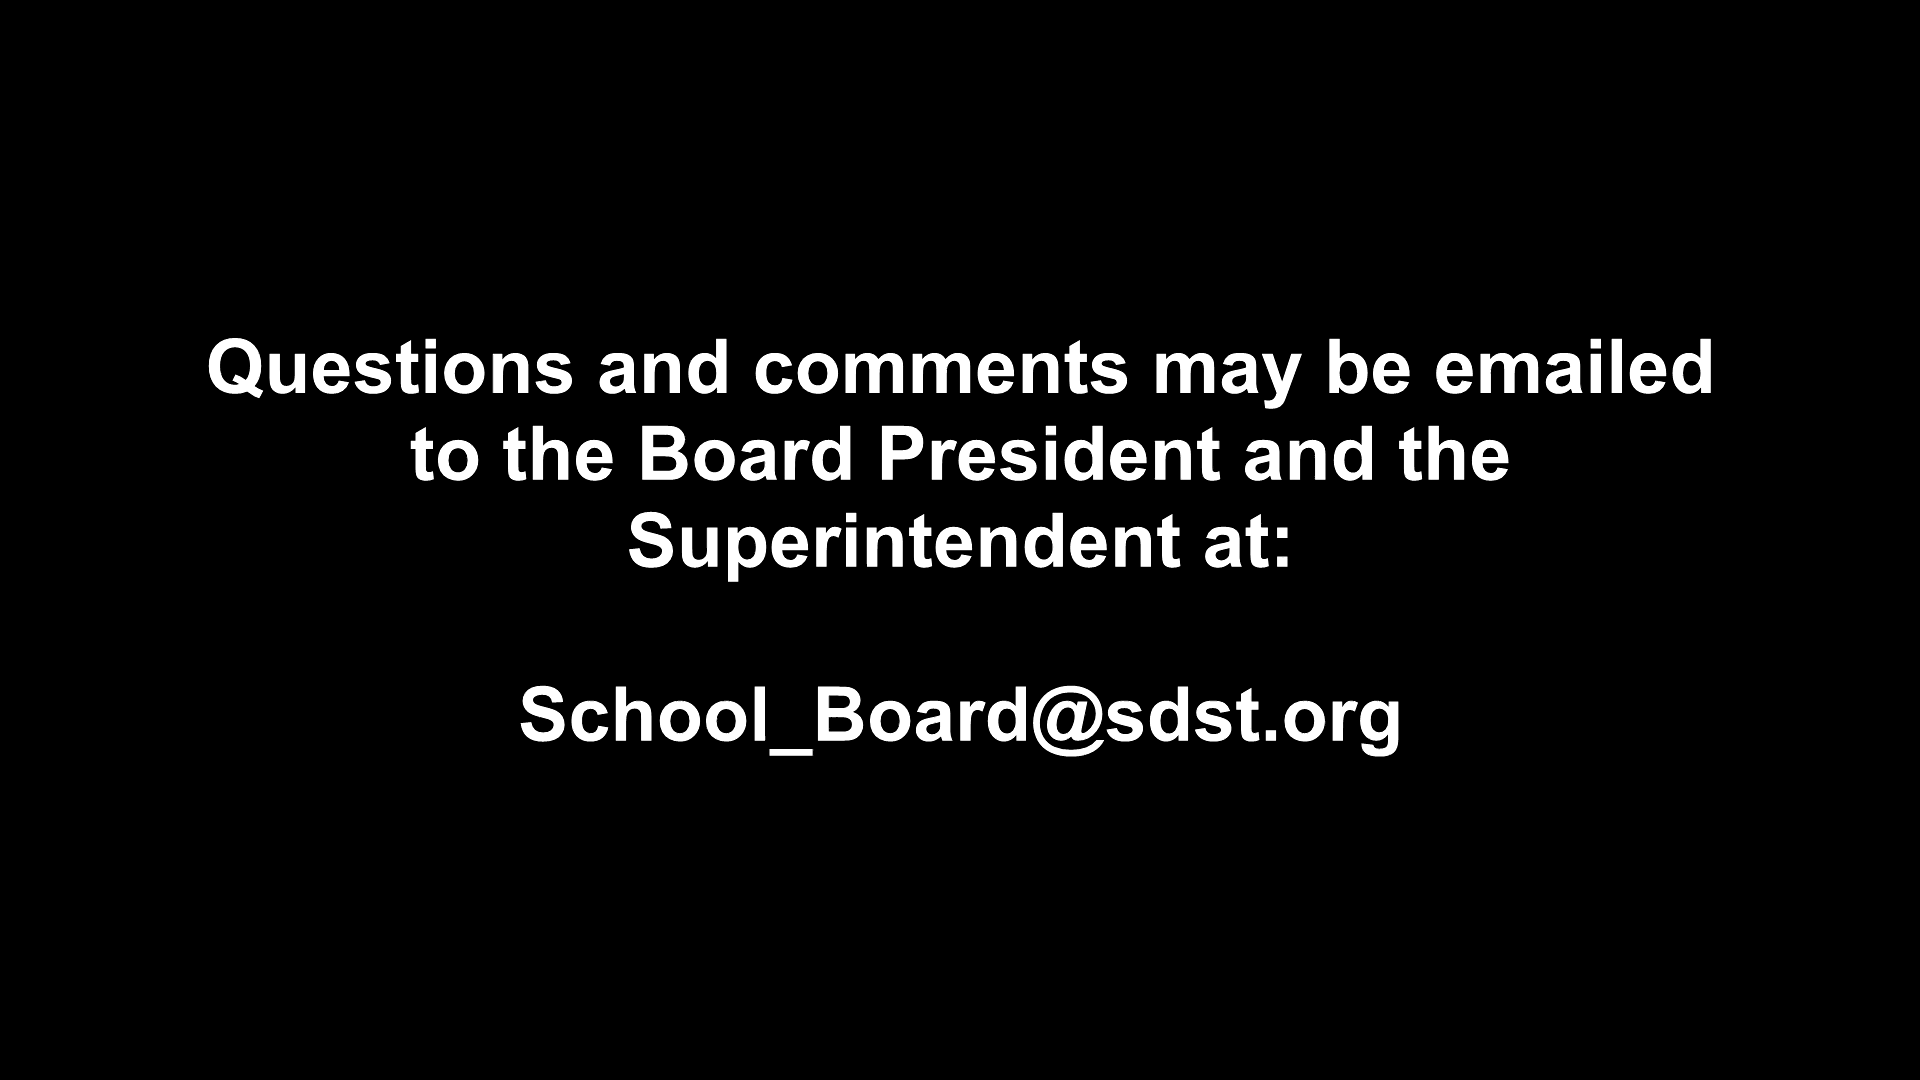 Questions and comments may be emailed
to the Board President and the
Superintendent at:
School_Board@sdst.org